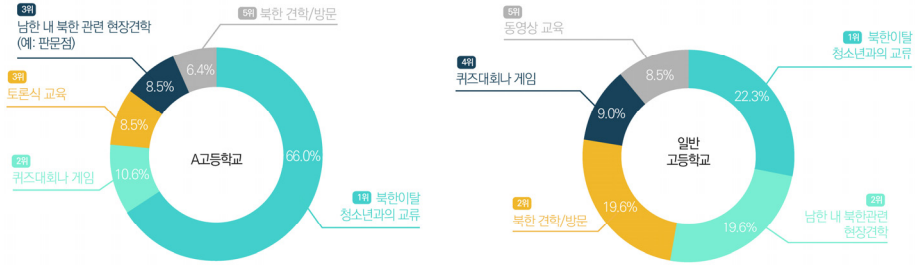 3위
남한 내 북한 관련 현장견학
(예: 판문점)
5위 북한 견학/방문
6.4%
8.5%
3위
토론식 교육
8.5%
2위
퀴즈대회나 게임
10.6%
A고등학교
66.0%
1위 북한이탈
청소년과의 교류
5위
동영상 교육
8.5%
1위 북한이탈
청소년과의 교류
22.3%
4위
퀴즈대회나 게임
9.0%
일반
고등학교
2위
북한 견학/방문
19.6%
19.6%
2위
남한 내 북한관련
현장견학